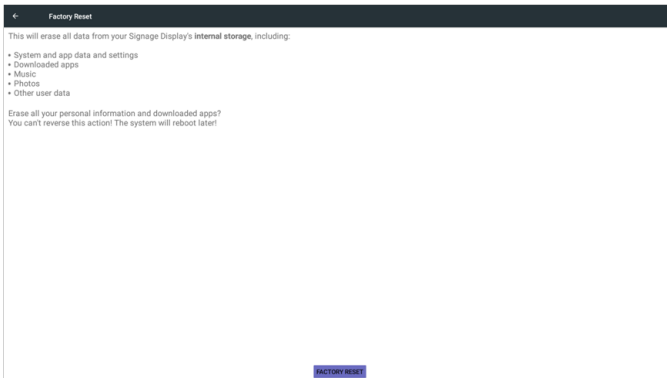 Factory Reset
This will erase all data from your Signage Display's internal storage, including:
• System and app data and settings
• Downloaded apps
• Music
• Photos
• Other user data
Erase all your personal information and downloaded apps?
You can't reverse this action! The system will reboot later!
FACTORY RESET